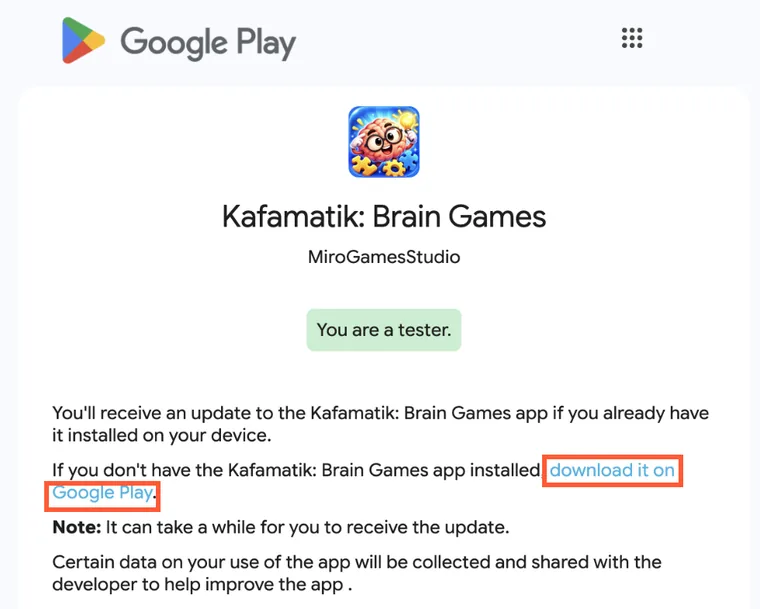 Google Play
Kafamatik: Brain Games
MiroGamesStudio
You are a tester.
You'll receive an update to the Kafamatik: Brain Games app if you already have
it installed on your device.
If you don't have the Kafamatik: Brain Games app installed, download it on
Google Play.
Note: It can take a while for you to receive the update.
Certain data on your use of the app will be collected and shared with the
developer to help improve the app .